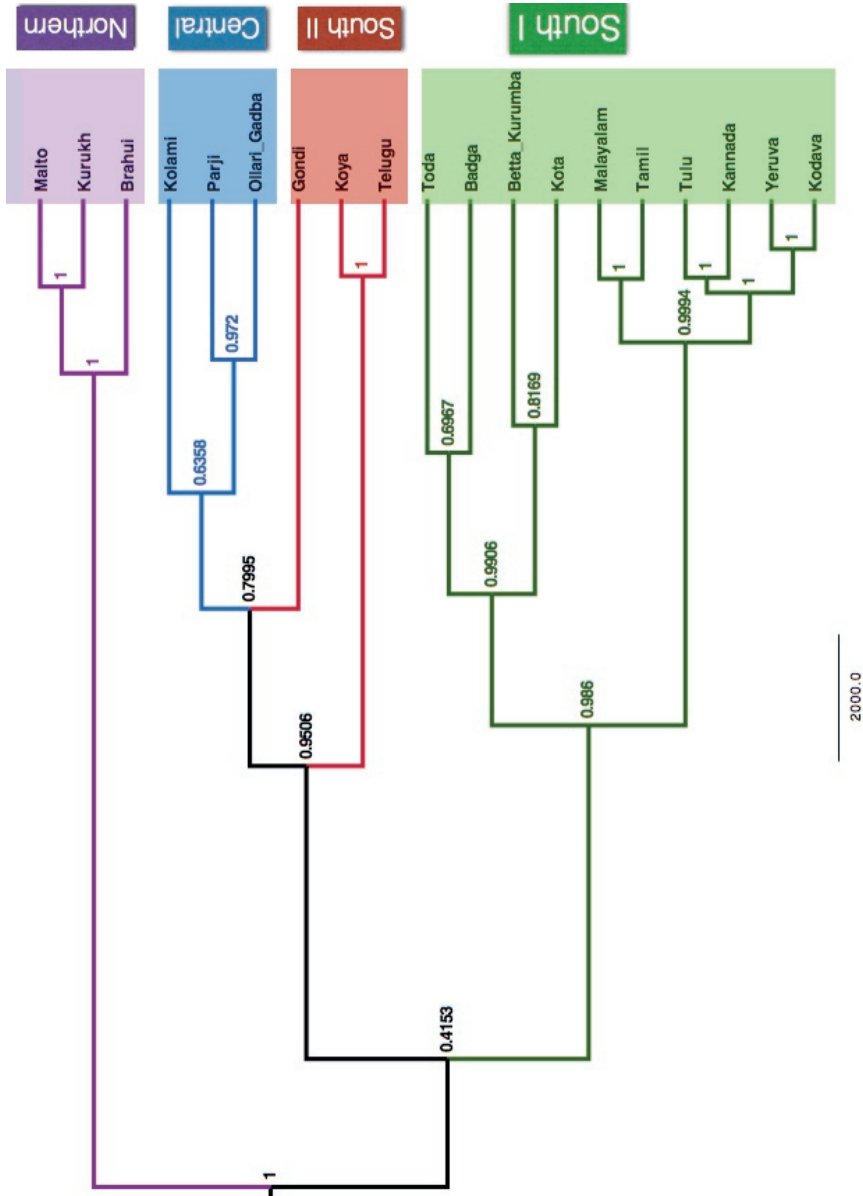 Northern
Central
South II
South I
Malto
Kurukh
Brahui
Kolami
Parji
Ollari_Gadba
Gondi
Koya
Telugu
Toda
Badga
Betta_Kurumba
Kota
Malayalam
Tamil
Tulu
Kannada
Yeruva
Kodava
1
1
0.6358
0.972
0.7995
0.9506
1
0.6967
0.8169
0.9906
1
1
1
1
0.9994
0.986
0.4153
1
2000.0